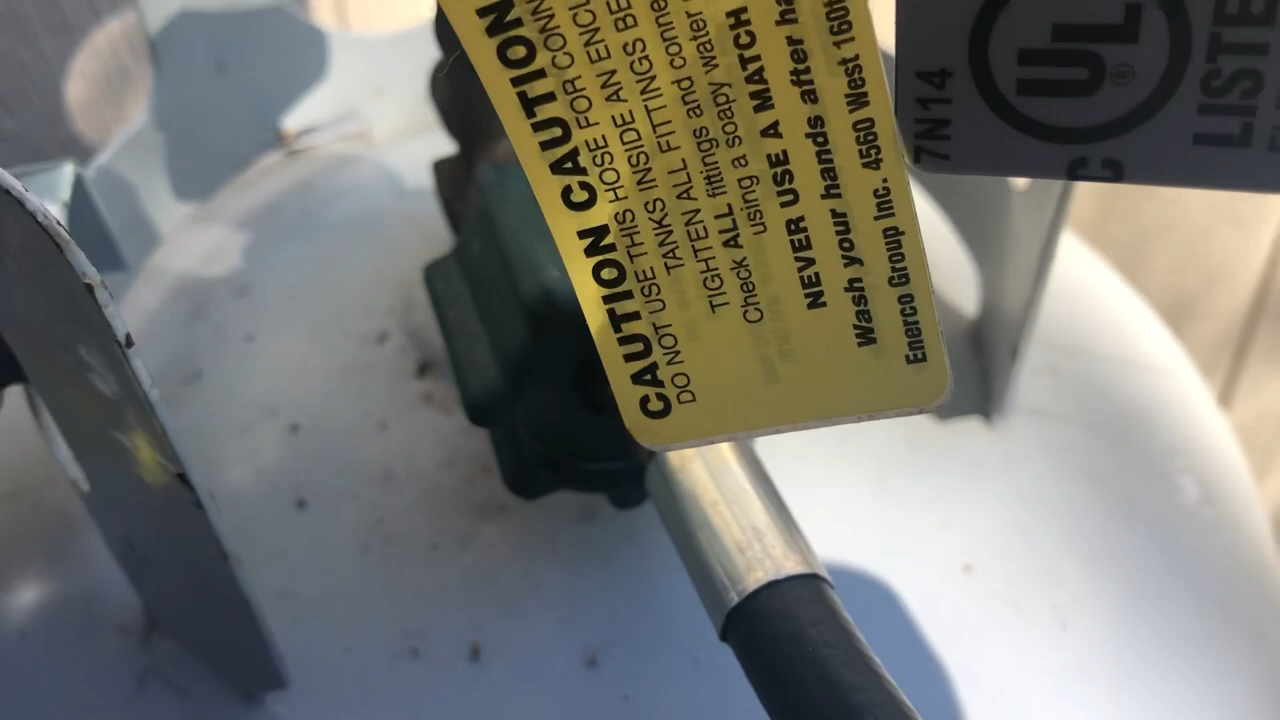 CAUTION CAUTION
DO NOT USE THIS HOSE FOR CONN
TANKS INSIDE AN ENCL
TIGHTEN ALL FITTINGS BE
Check ALL fittings and conne
using a soapy water
NEVER USE A MATCH
Wash your hands after ha
Enerco Group Inc. 4560 West 160t
7N14
UL
®
C
LISTE